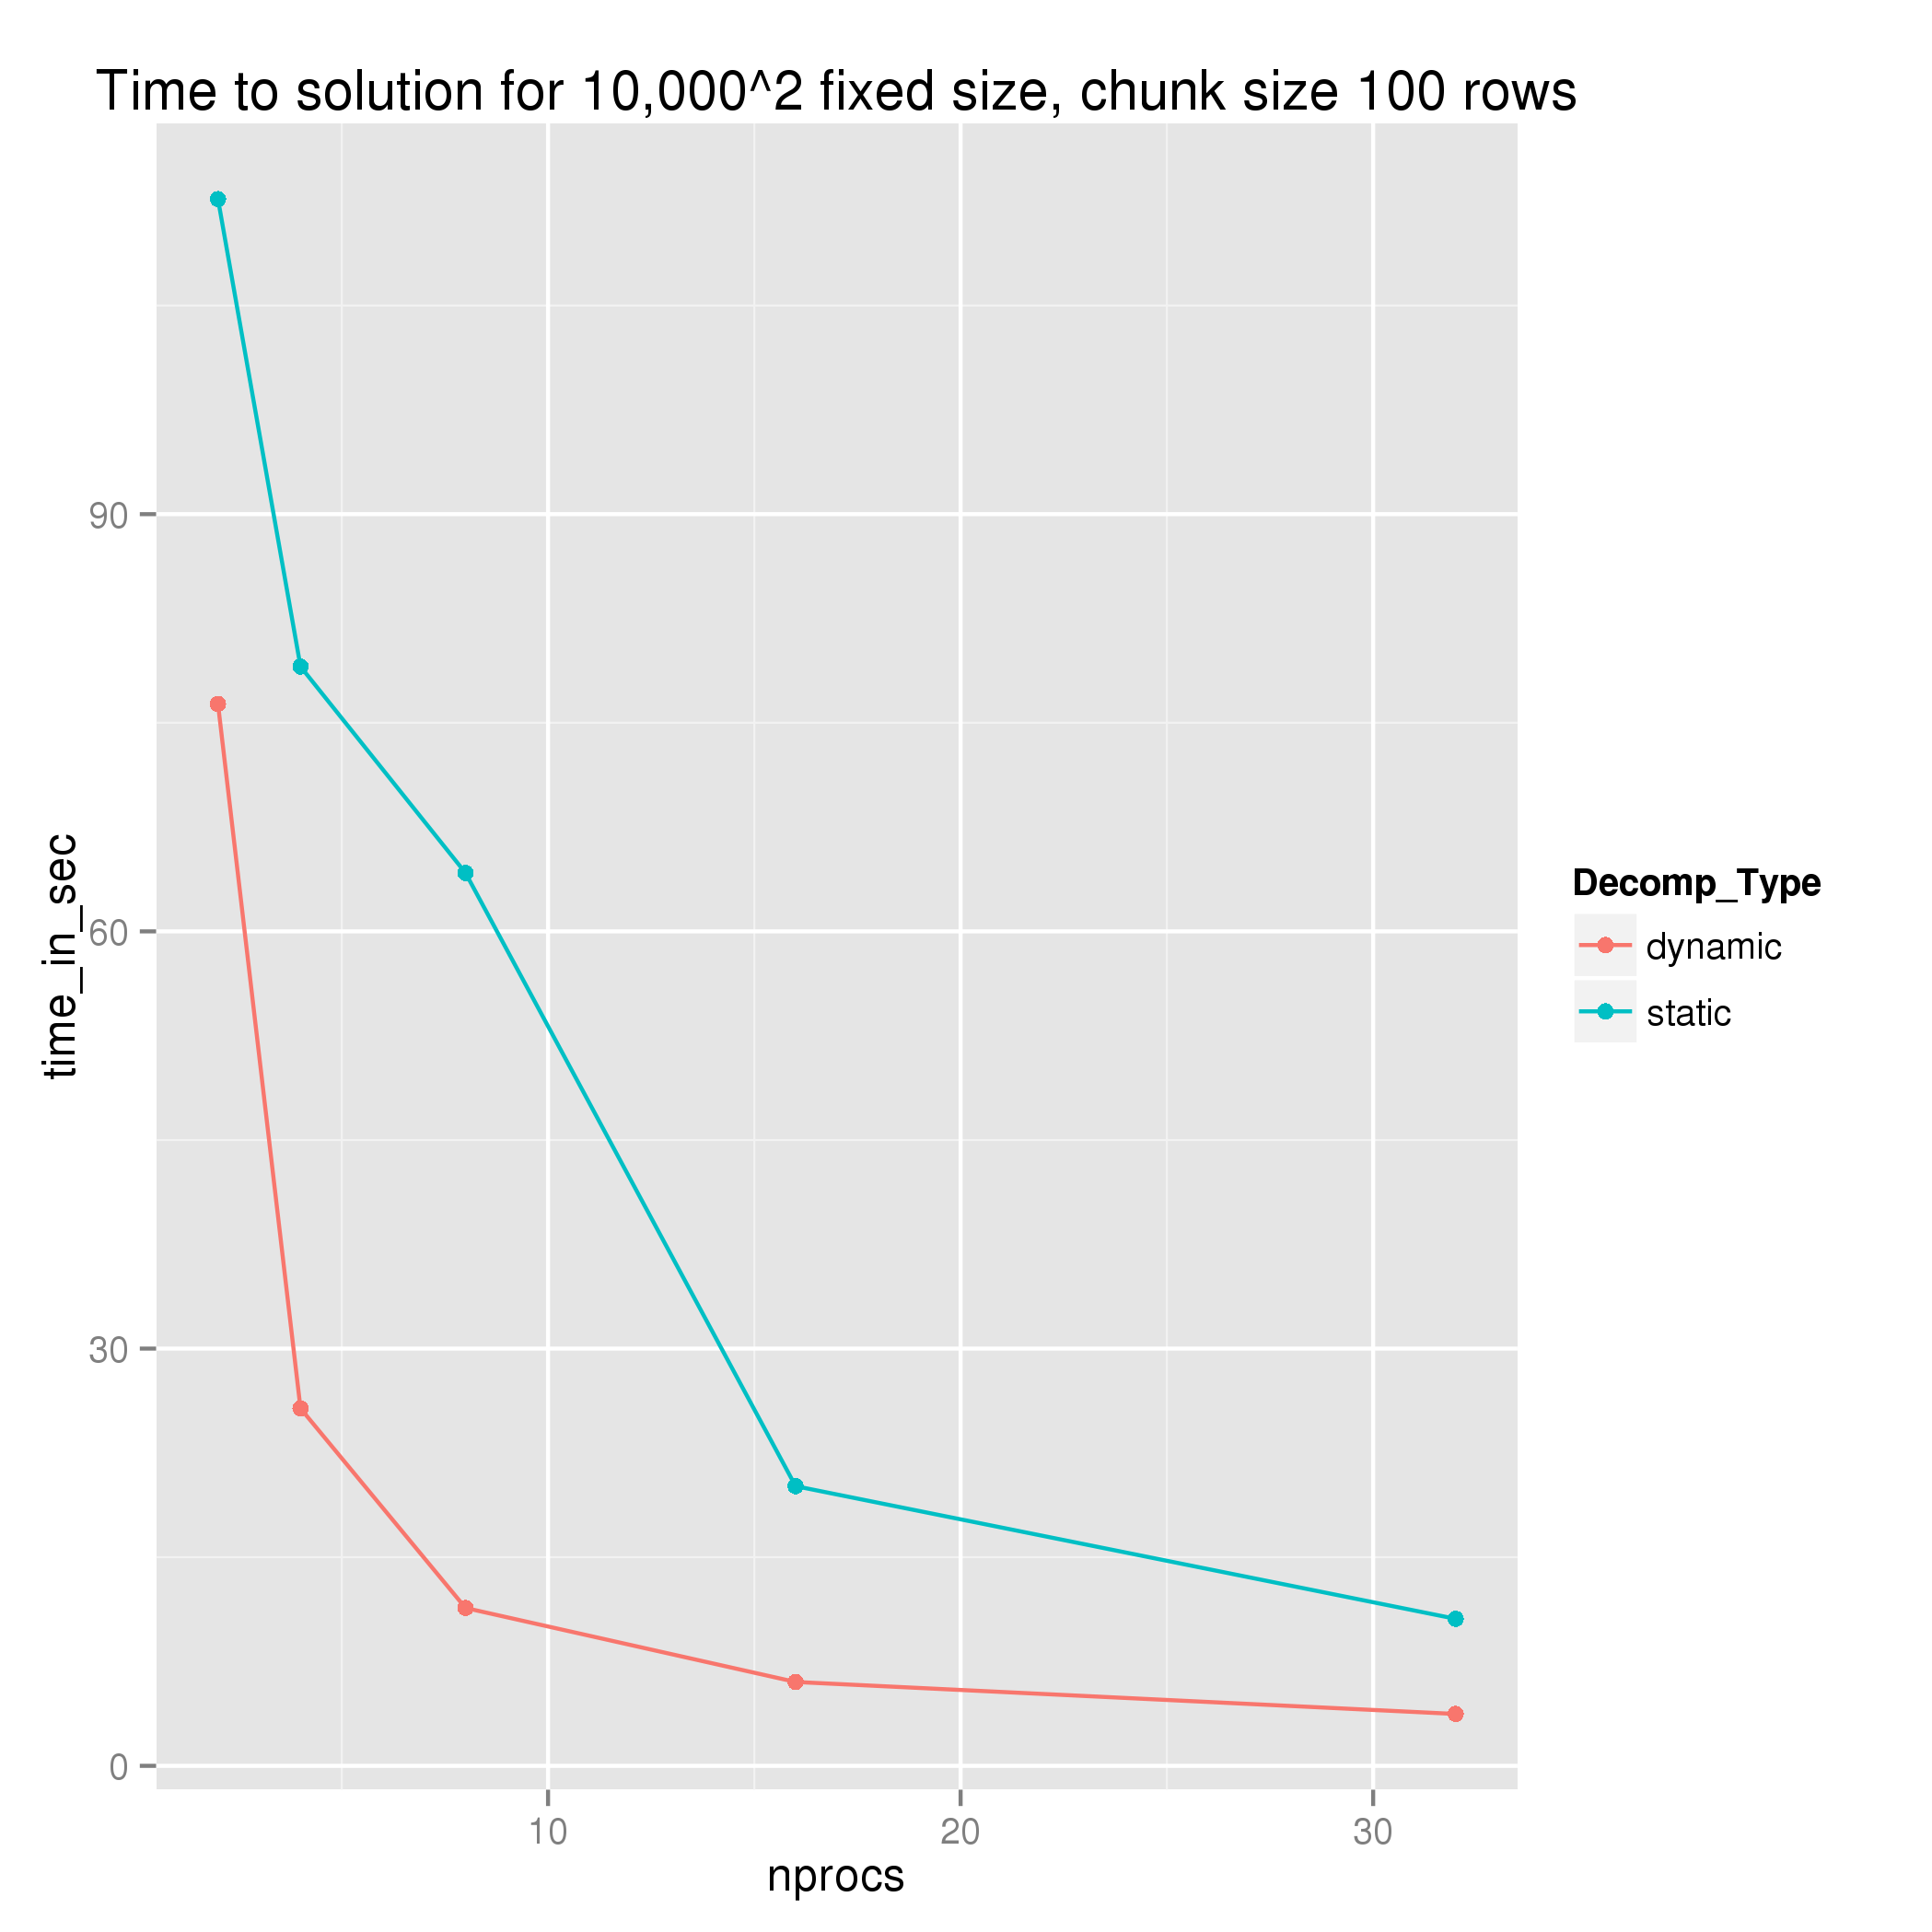 Time to solution for 10,000^2 fixed size, chunk size 100 rows
time_in_sec
90
60
30
0
10
20
30
nprocs
Decomp_Type
dynamic
static